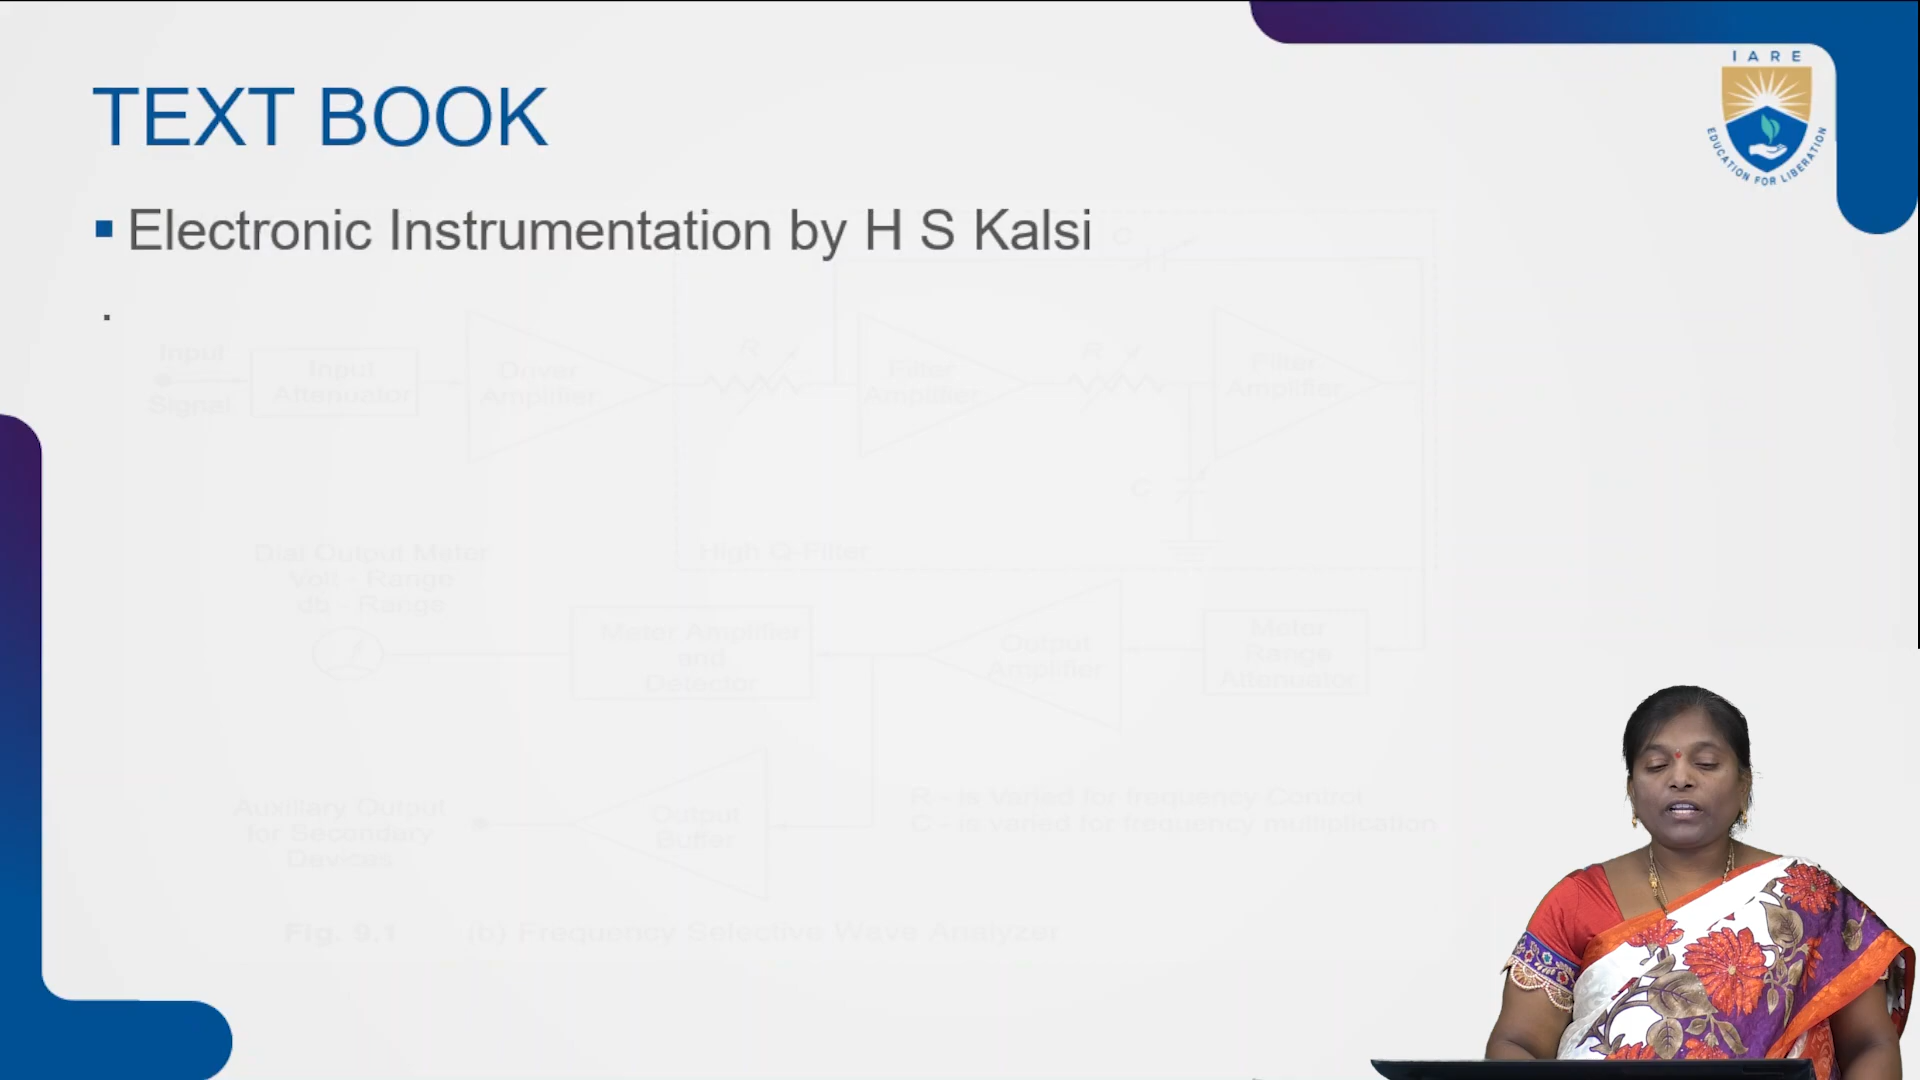 IARE
EDUCATION FOR LIBERATION
TEXT BOOK
Electronic Instrumentation by H S Kalsi
Input
Signal
Input
Attenuator
Driver
Amplifier
R
Filter
Amplifier
R
Filter
Amplifier
C
C
High Q-Filter
Dial Output Meter
Volt - Range
db - Range
Meter Amplifier
and
Detector
Output
Amplifier
Meter
Range
Attenuator
Auxillary Output
for Secondary
Devices
Output
Buffer
R - is Varied for frequency Control
C - is varied for frequency multiplication
Fig. 9.1 (b) Frequency Selective Wave Analyzer